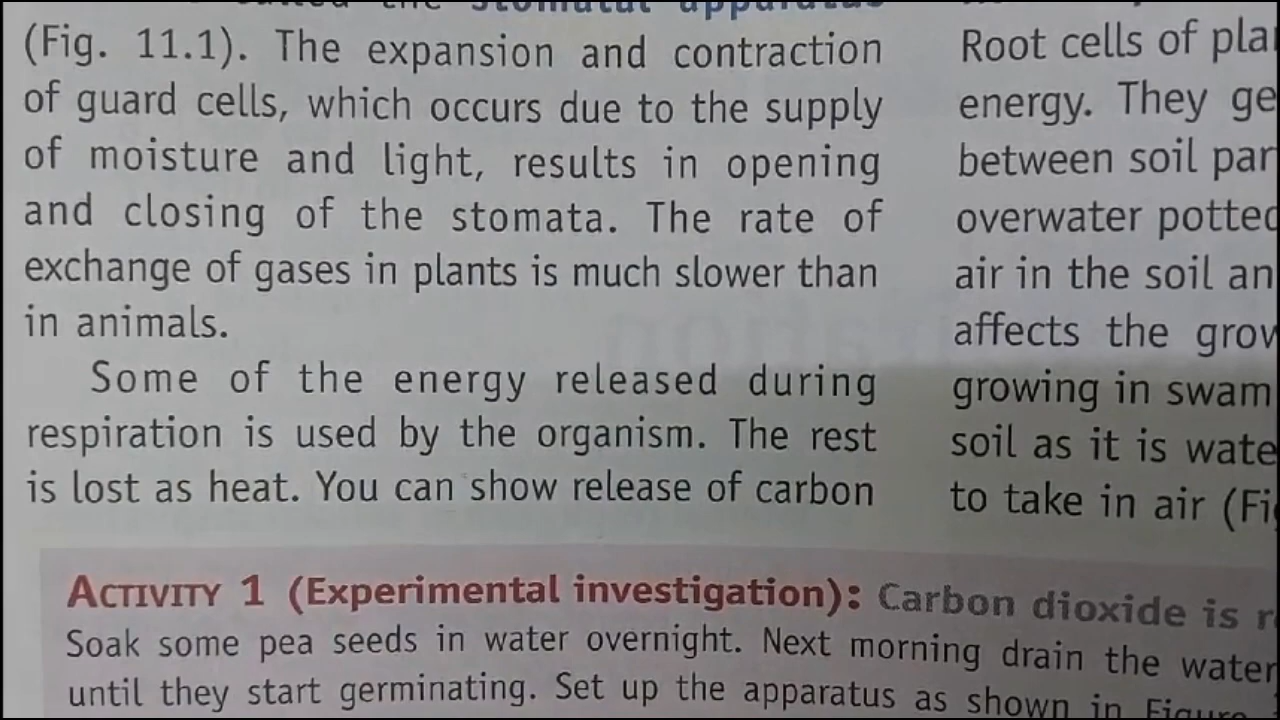 the stomatal apparatus
(Fig. 11.1). The expansion and contraction
of guard cells, which occurs due to the supply
of moisture and light, results in opening
and closing of the stomata. The rate of
exchange of gases in plants is much slower than
in animals.
Some of the energy released during
respiration is used by the organism. The rest
is lost as heat. You can show release of carbon
Root cells of pla
energy. They ge
between soil par
overwater potted
air in the soil an
affects the grow
growing in swam
soil as it is wate
to take in air (Fi
ACTIVITY 1 (Experimental investigation): Carbon dioxide is r
Soak some pea seeds in water overnight. Next morning drain the water
until they start germinating. Set up the apparatus as shown in Figure